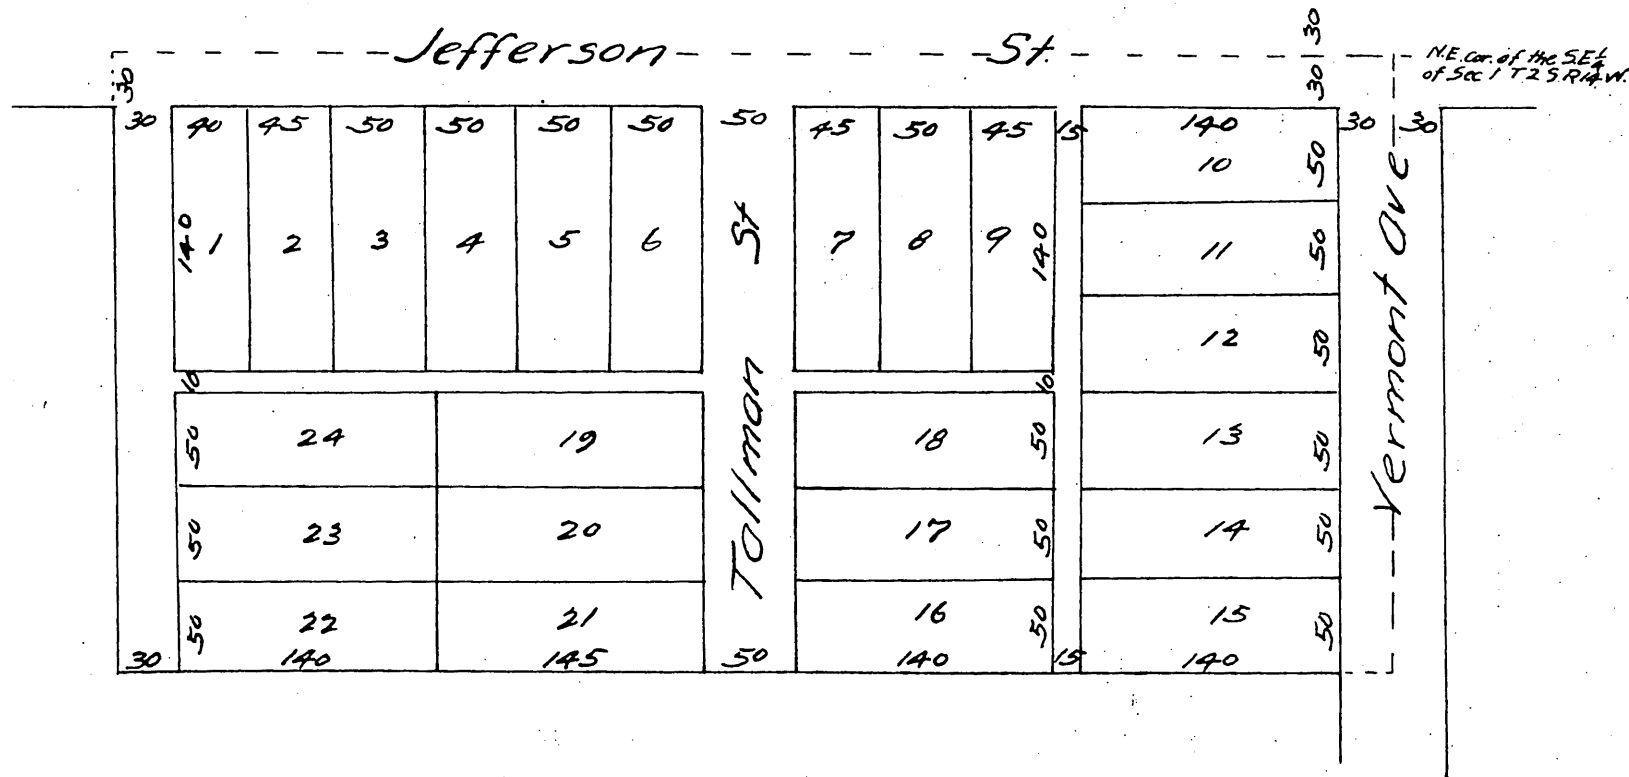 Jefferson St.
30
30
30
N.E. cor. of the S.E 1/4
of Sec 1 T 2 S. R 14 W.
30 40 45 50 50 50 50 50 45 50 45 15 140 30 30
10 50
140 1 2 3 4 5 6 7 8 9 140
11 50
12 50
10 10
50 24 19 18 50 13 50
50 23 20 17 50 14 50
50 22 21 16 50 15 50
30 140 145 50 140 15 140
Tollman St
Vermont Ave